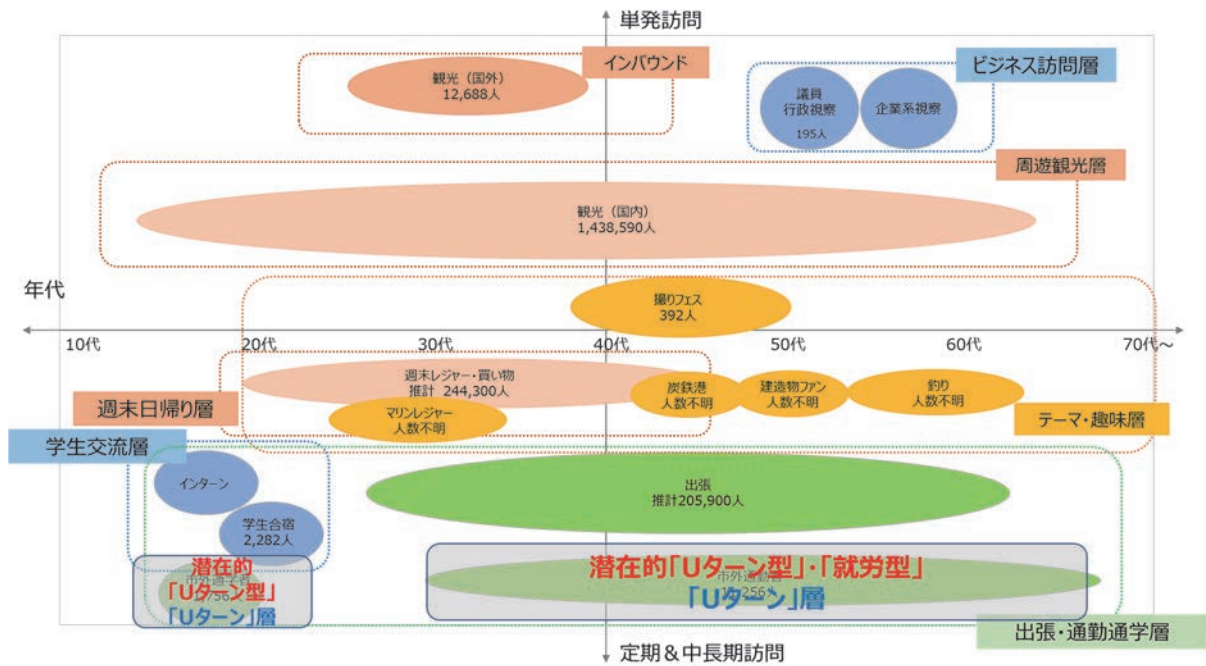 単発訪問
インバウンド
観光（国外）
12,688人
ビジネス訪問層
議員
行政視察
195人
企業系視察
周遊観光層
観光（国内）
1,438,590人
年代
撮りフェス
392人
10代
20代
30代
40代
50代
60代
70代～
週末レジャー・買い物
推計 244,300人
炭鉄港
人数不明
建造物ファン
人数不明
釣り
人数不明
週末日帰り層
マリンレジャー
人数不明
テーマ・趣味層
学生交流層
インターン
出張
推計205,900人
学生合宿
2,282人
潜在的
市外通学者
「Uターン型」
「Uターン」層
潜在的「Uターン型」・「就労型」
市外通勤者
「Uターン」層
出張・通勤通学層
定期＆中長期訪問